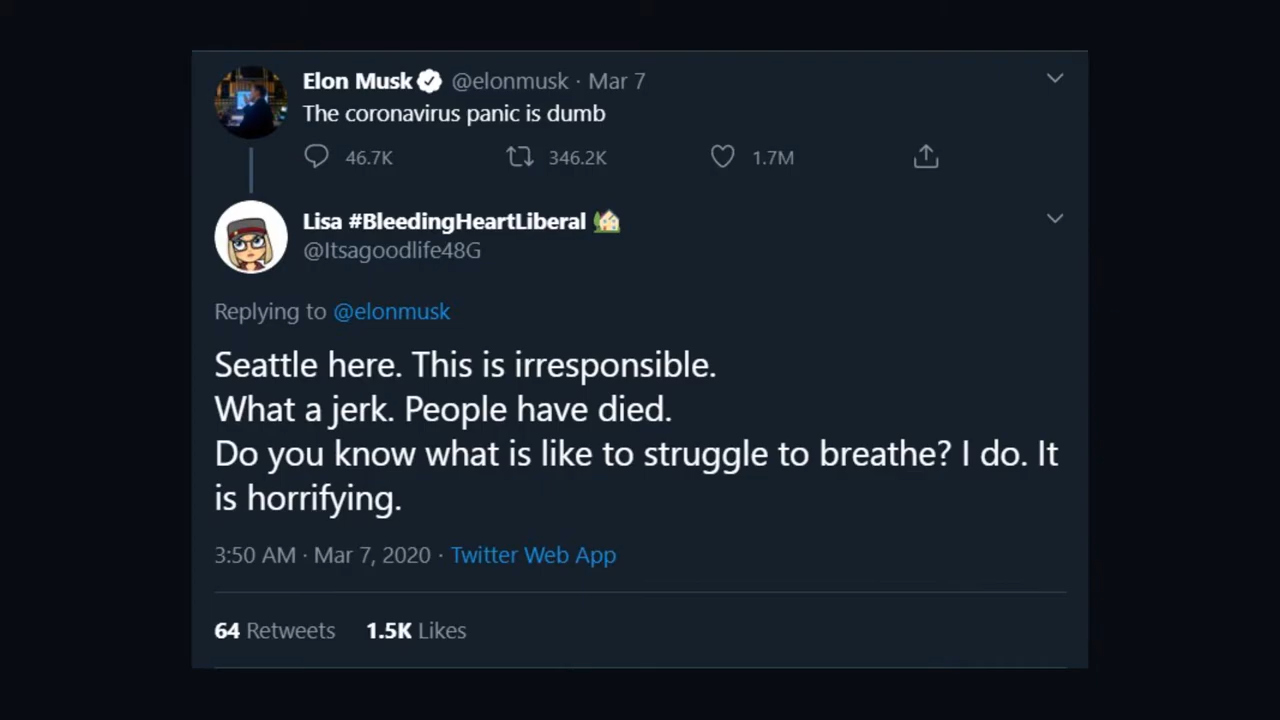 Elon Musk @elonmusk · Mar 7
The coronavirus panic is dumb
46.7K 346.2K 1.7M
Lisa #BleedingHeartLiberal
@Itsagoodlife48G
Replying to @elonmusk
Seattle here. This is irresponsible.
What a jerk. People have died.
Do you know what is like to struggle to breathe? I do. It
is horrifying.
3:50 AM · Mar 7, 2020 · Twitter Web App
64 Retweets 1.5K Likes